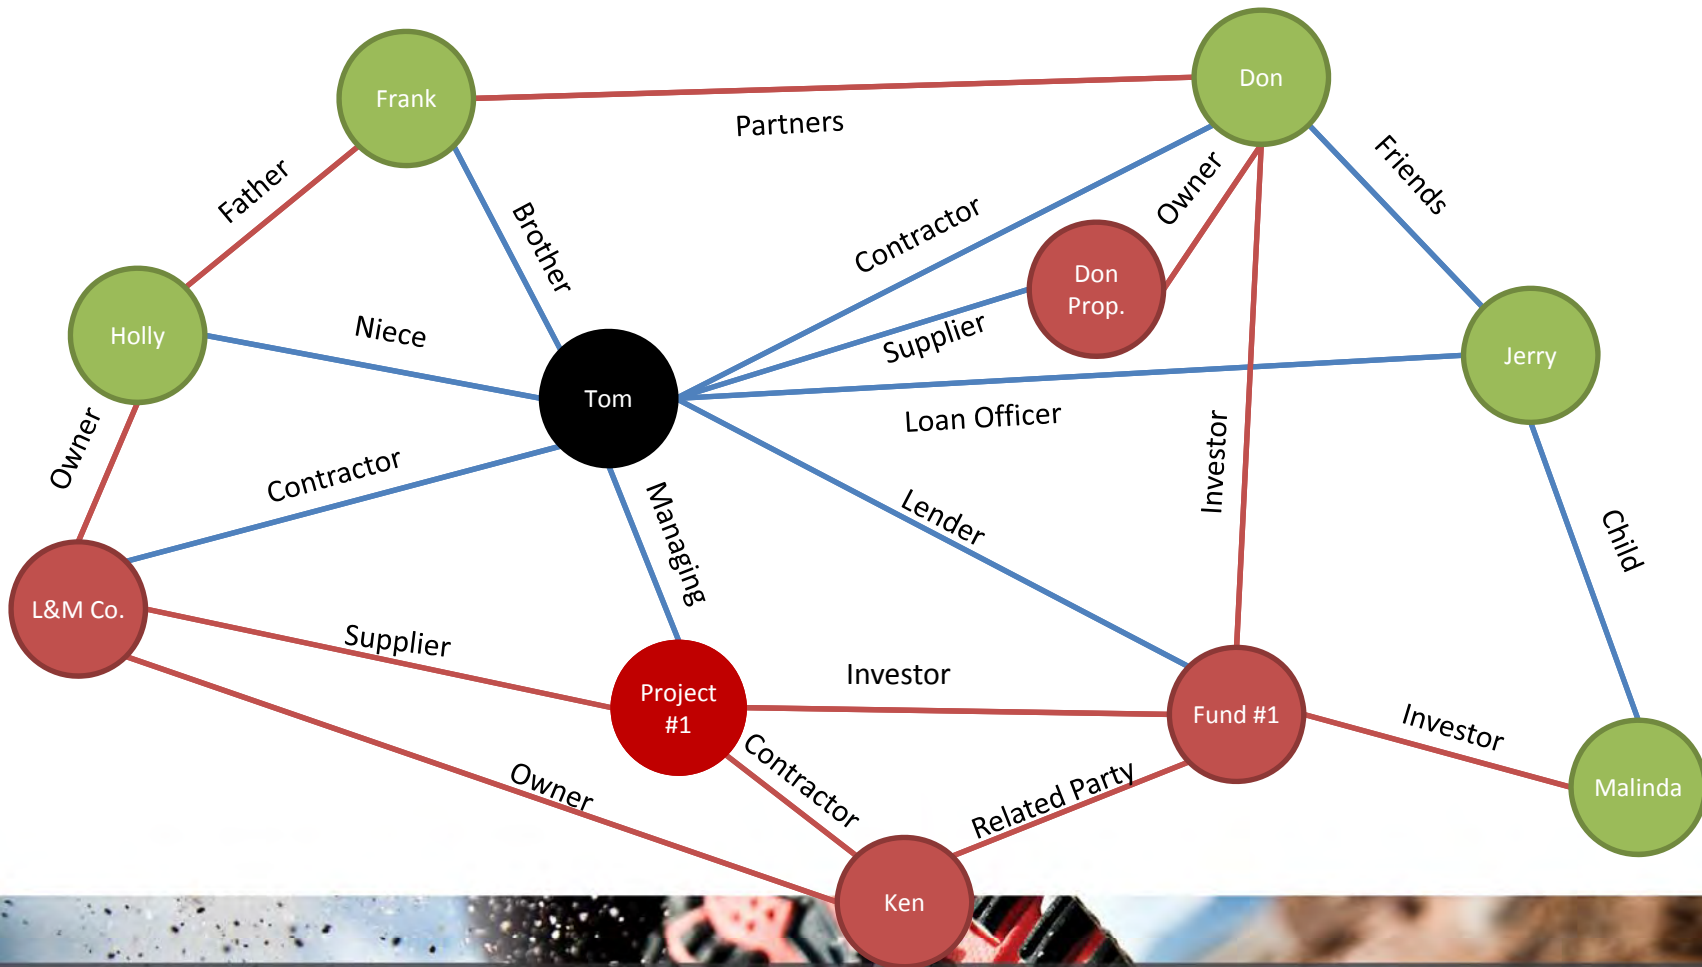 Don
Frank
Partners
Friends
Father
Owner
Brother
Contractor
Don
Prop.
Holly
Niece
Supplier
Jerry
Tom
Loan Officer
Owner
Contractor
Investor
Managing
Lender
Child
L&M Co.
Supplier
Project
#1
Investor
Fund #1
Investor
Contractor
Owner
Related Party
Malinda
Ken